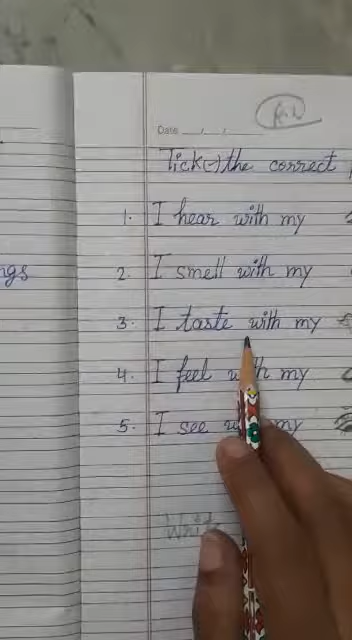 Date / /
Tick(✓) the correct
1. I hear with my
ngs
2. I smell with my
3. I taste with my
4. I feel with my
5. I see my